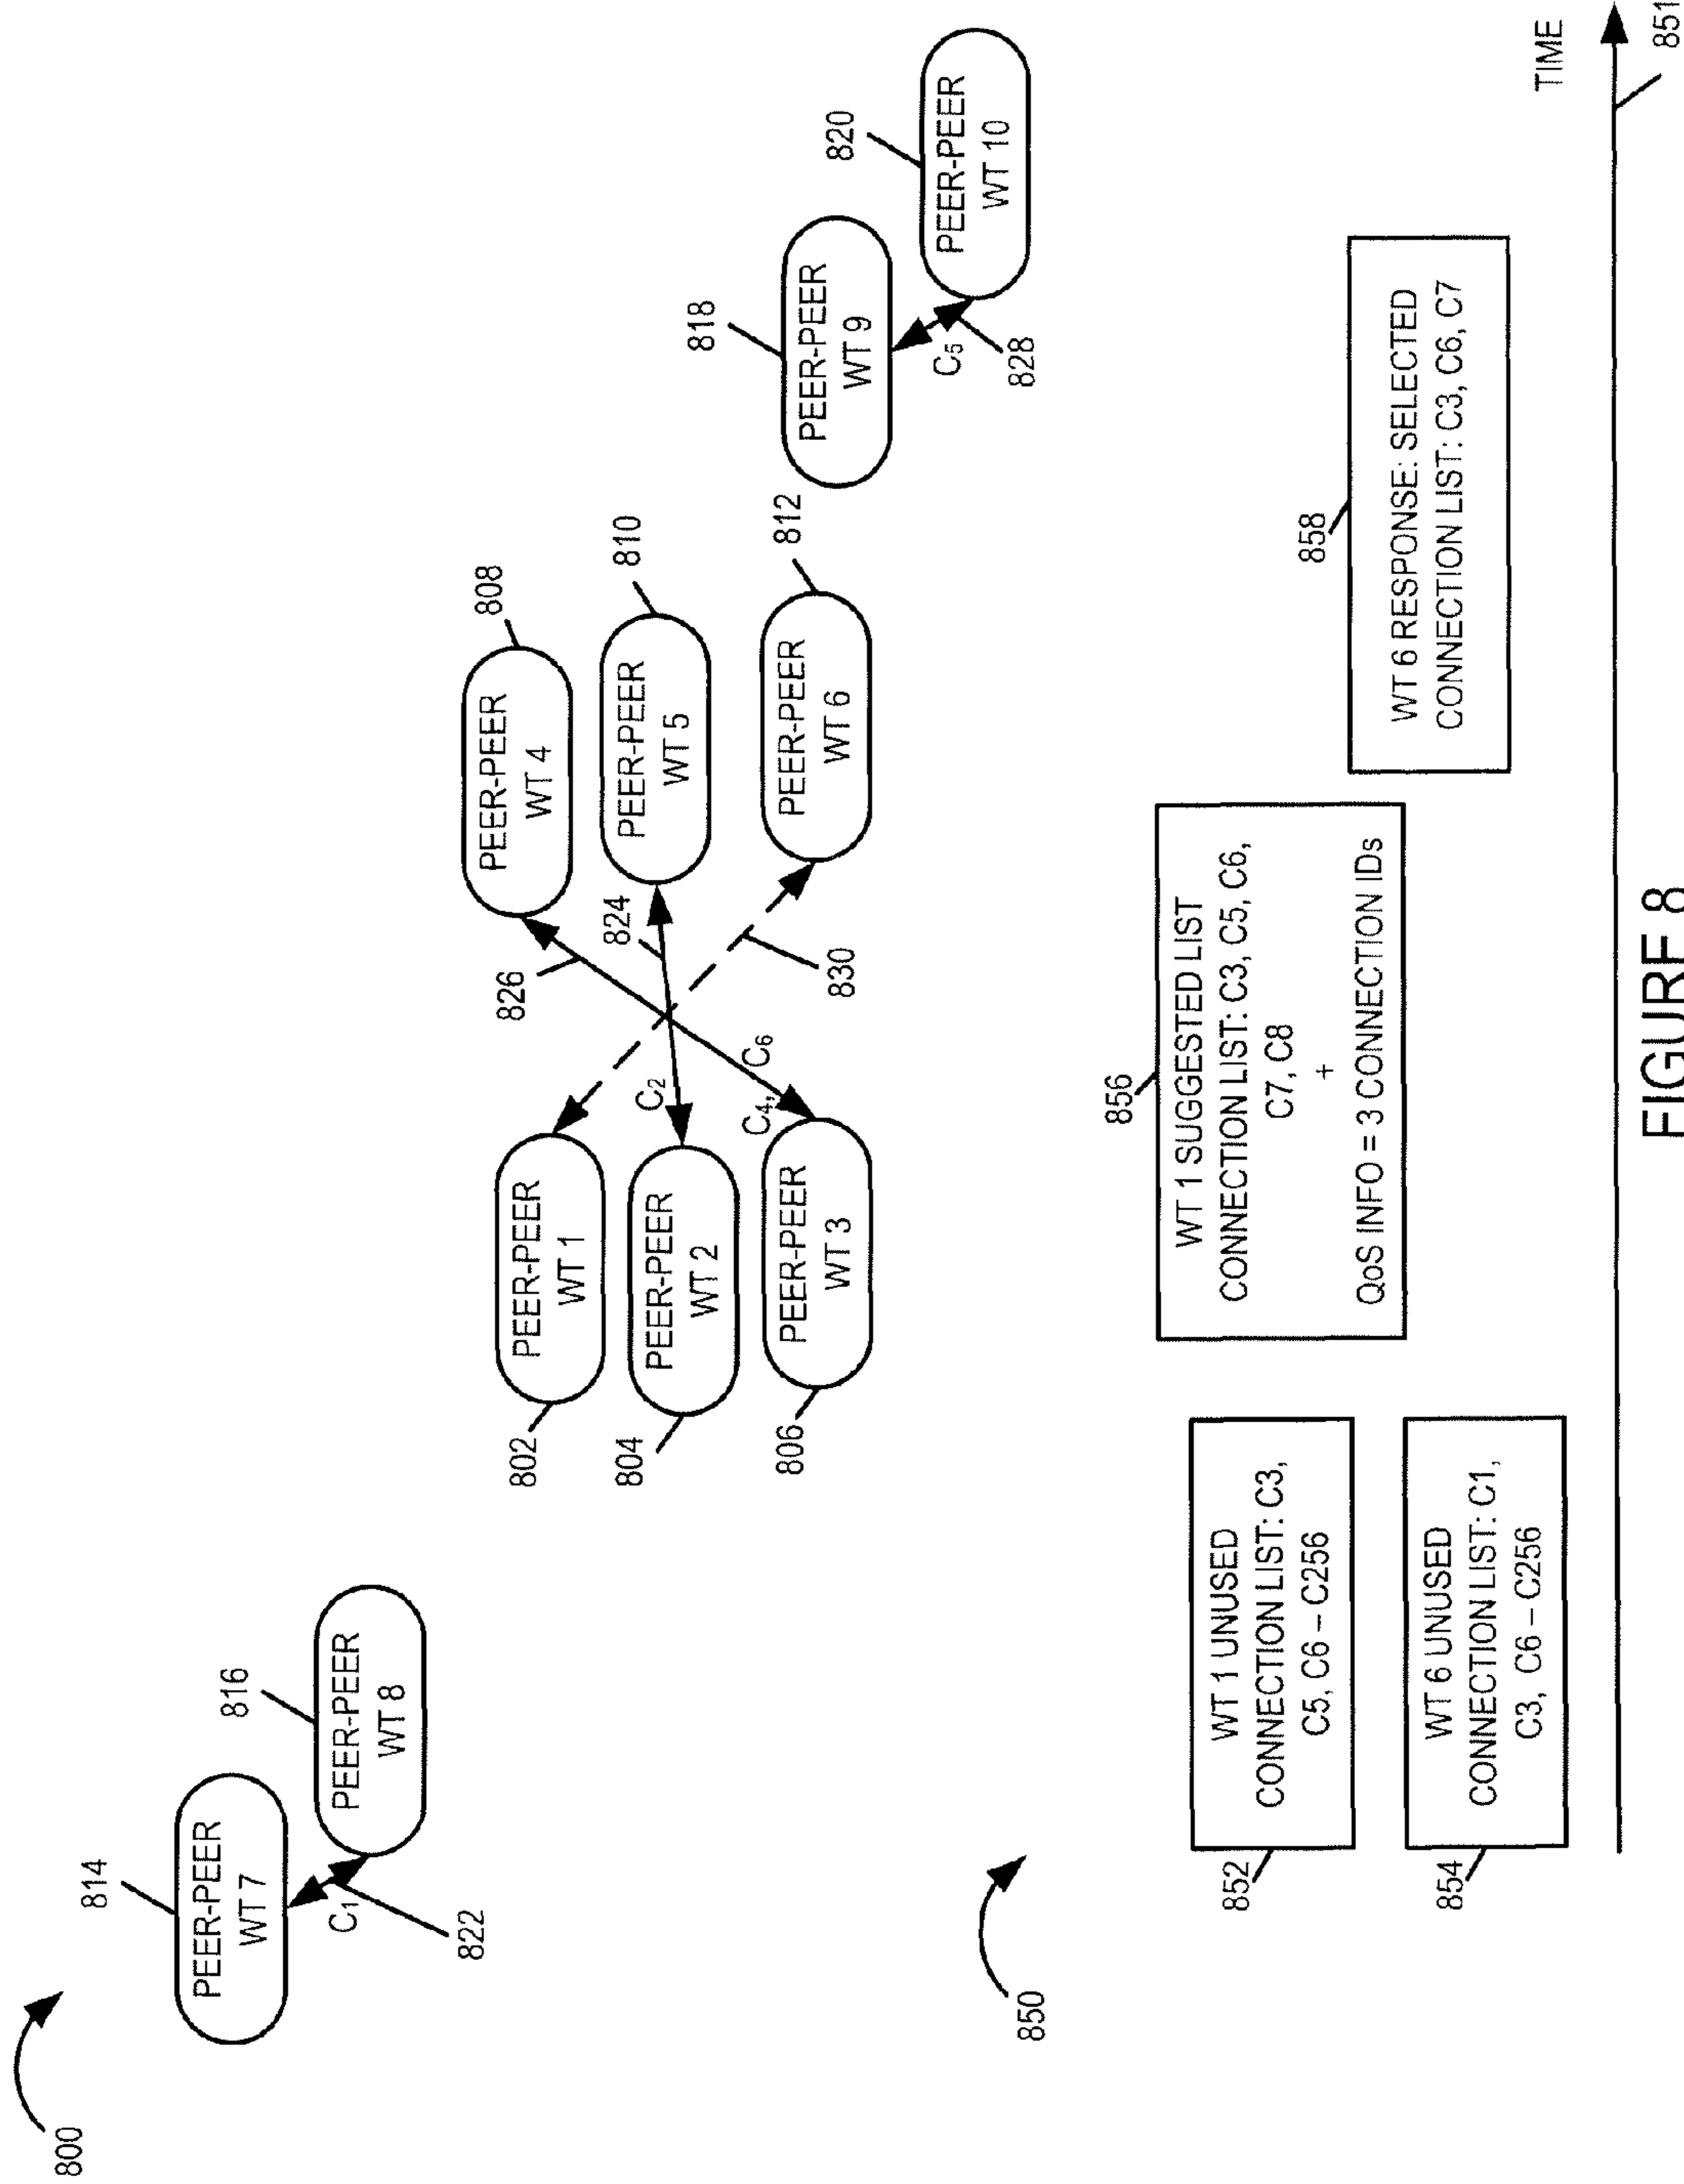 800
814
PEER-PEER
WT 7
816
PEER-PEER
WT 8
C1
822
802
PEER-PEER
WT 1
804
PEER-PEER
WT 2
806
PEER-PEER
WT 3
808
PEER-PEER
WT 4
810
PEER-PEER
WT 5
812
PEER-PEER
WT 6
826
824
830
C2
C4, C6
818
PEER-PEER
WT 9
820
PEER-PEER
WT 10
C5
828
850
852
WT 1 UNUSED
CONNECTION LIST: C3,
C5, C6 – C256
854
WT 6 UNUSED
CONNECTION LIST: C1,
C3, C6 – C256
856
WT 1 SUGGESTED LIST
CONNECTION LIST: C3, C5, C6,
C7, C8
+
QoS INFO = 3 CONNECTION IDs
858
WT 6 RESPONSE: SELECTED
CONNECTION LIST: C3, C6, C7
TIME
851
FIGURE 8